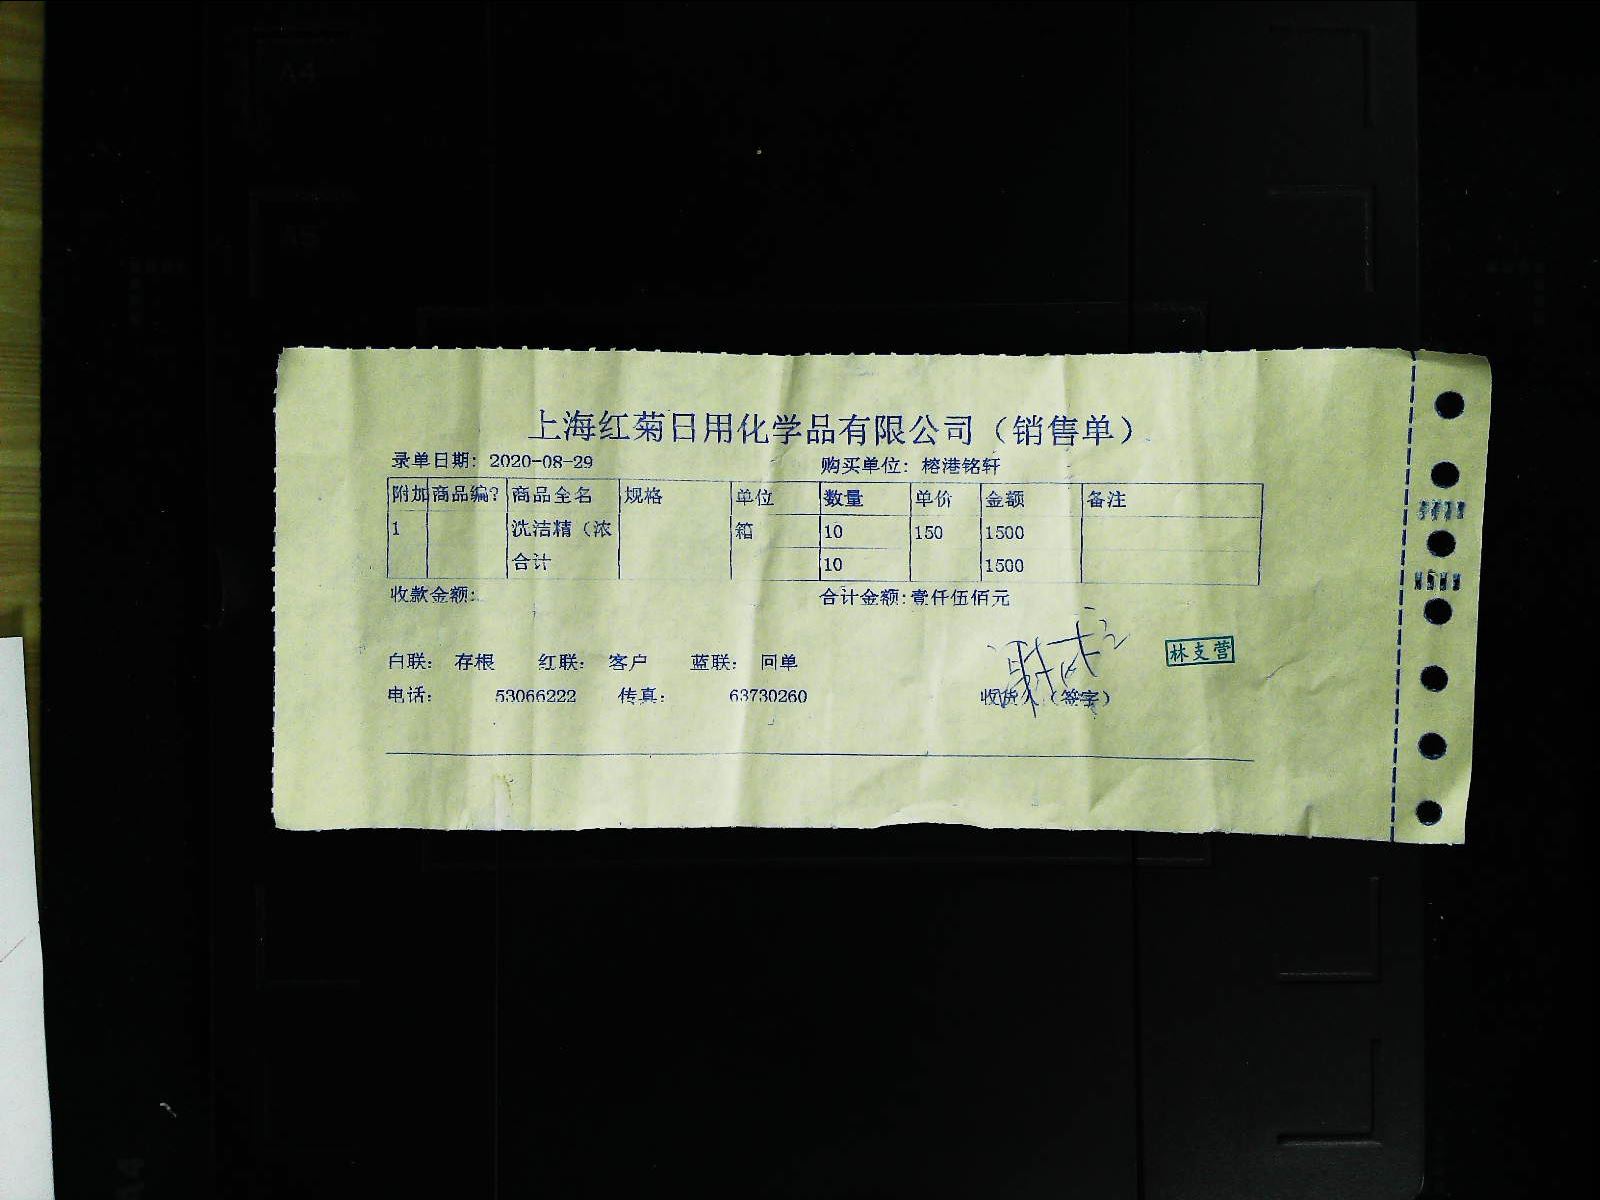 A4
A5
上海红菊日用化学品有限公司（销售单）
录单日期：2020-08-29 购买单位：榕港铭轩
附加 商品编? 商品全名 规格 单位 数量 单价 金额 备注
1 洗洁精（浓 箱 10 150 1500
合计 10 1500
收款金额: 合计金额:壹仟伍佰元
白联： 存根 红联： 客户 蓝联： 回单
林支营
电话： 53066222 传真： 63730260 收货人（签字）